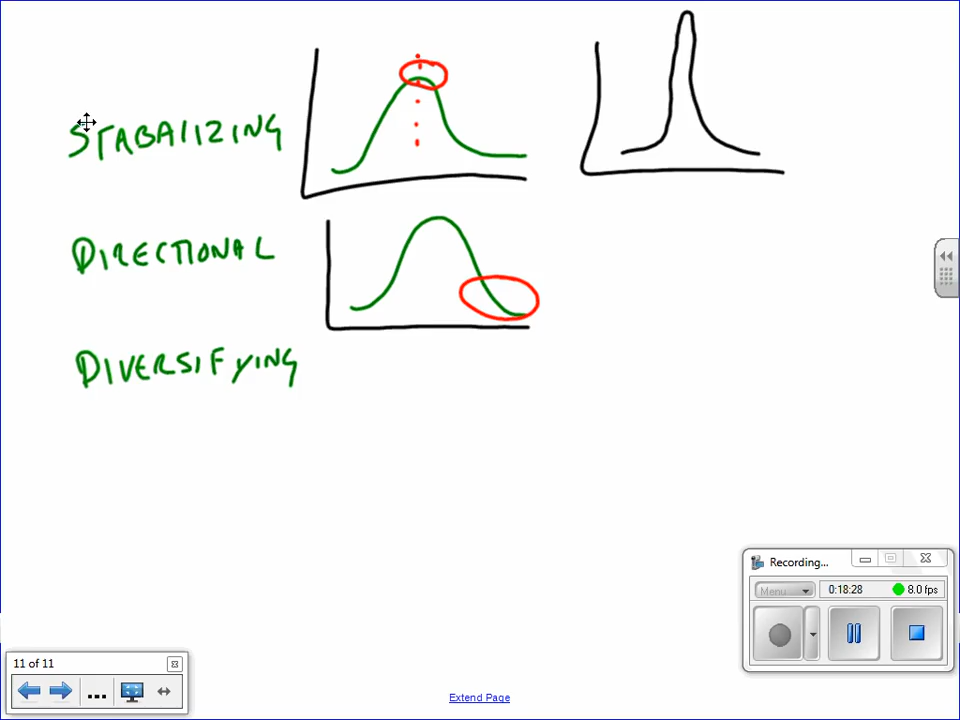 STABALIZING
DIRECTIONAL
DIVERSIFYING
Recording...
Menu
0:18:28
8.0 fps
11 of 11
...
Extend Page